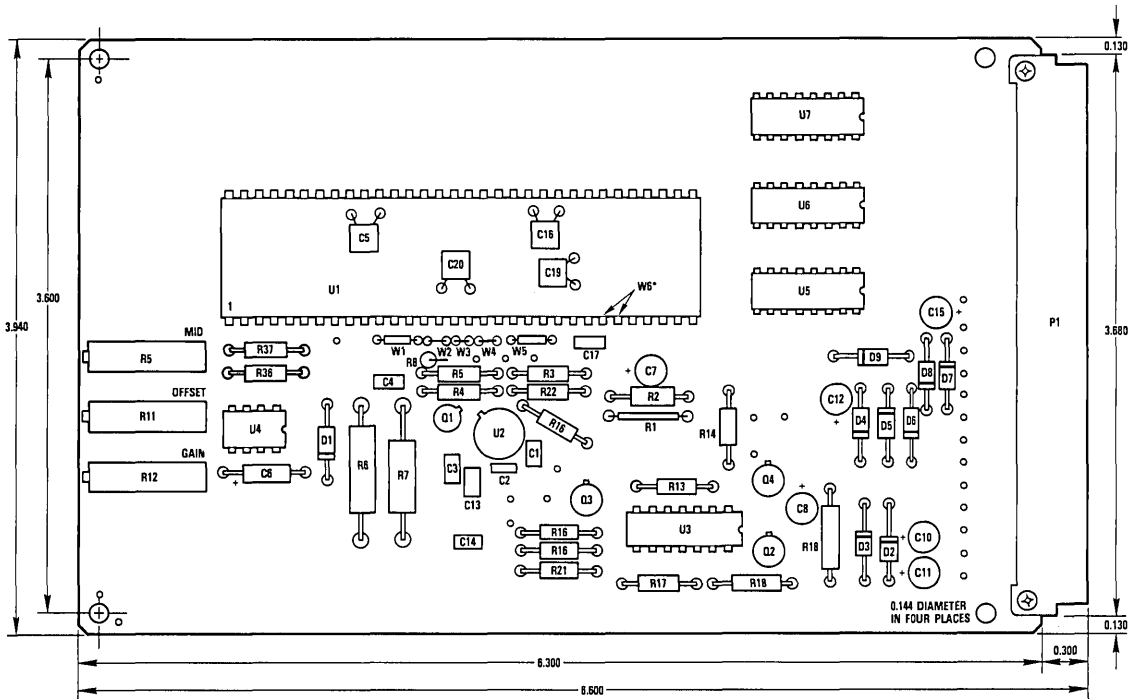 0.130
U7
U6
C5
C16
C20
C19
U1
W6*
1
U5
3.600
3.940
C15
+
P1
3.680
MID
R5
R37
W1
W2
W3
W4
W5
C17
D9
R8
R36
C4
R5
R3
+
C7
D8
D7
R4
R22
R2
C12
+
OFFSET
R11
U4
Q1
U2
R16
R1
R14
D4
D5
D6
D1
GAIN
R12
+
C6
R6
R7
C3
C1
C2
C13
Q4
R13
+
C8
Q3
C14
R16
U3
R18
D3
D2
+
C10
R16
Q2
R21
+
C11
R17
R18
0.144 DIAMETER
IN FOUR PLACES
0.130
6.300
0.300
6.600